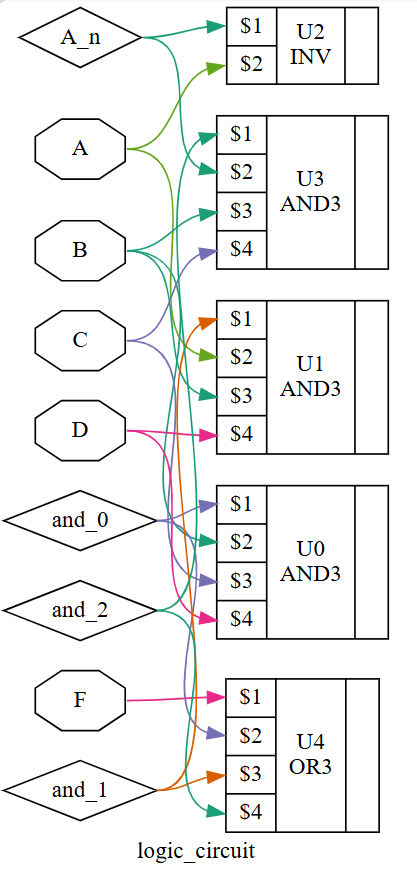 A_n
$1
$2
U2
INV
A
B
$1
$2
$3
$4
U3
AND3
C
D
$1
$2
$3
$4
U1
AND3
and_0
and_2
$1
$2
$3
$4
U0
AND3
F
and_1
$1
$2
$3
$4
U4
OR3
logic_circuit